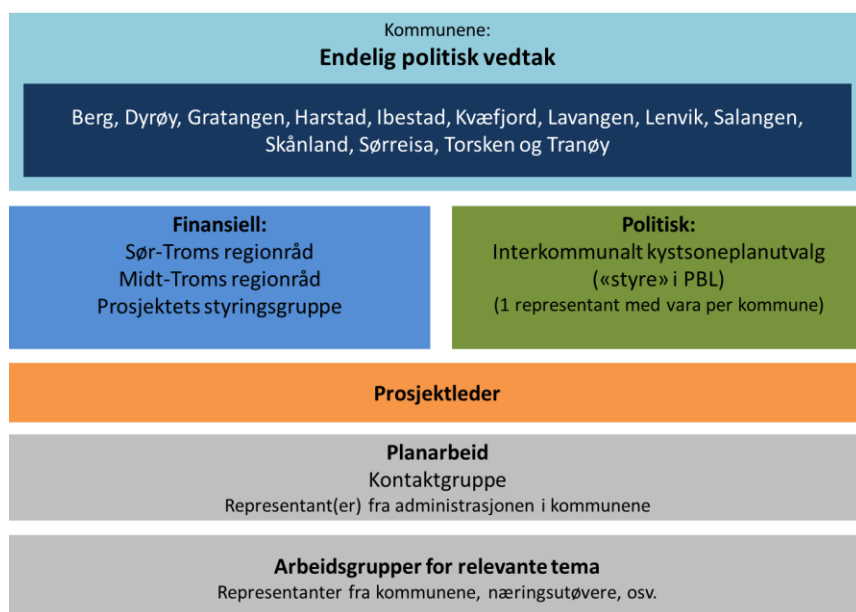 Kommunene:
Endelig politisk vedtak
Berg, Dyrøy, Gratangen, Harstad, Ibestad, Kvæfjord, Lavangen, Lenvik, Salangen,
Skånland, Sørreisa, Torsken og Tranøy
Finansiell:
Sør-Troms regionråd
Midt-Troms regionråd
Prosjektets styringsgruppe
Politisk:
Interkommunalt kystsoneplanutvalg
(«styre» i PBL)
(1 representant med vara per kommune)
Prosjektleder
Planarbeid
Kontaktgruppe
Representant(er) fra administrasjonen i kommunene
Arbeidsgrupper for relevante tema
Representanter fra kommunene, næringsutøvere, osv.